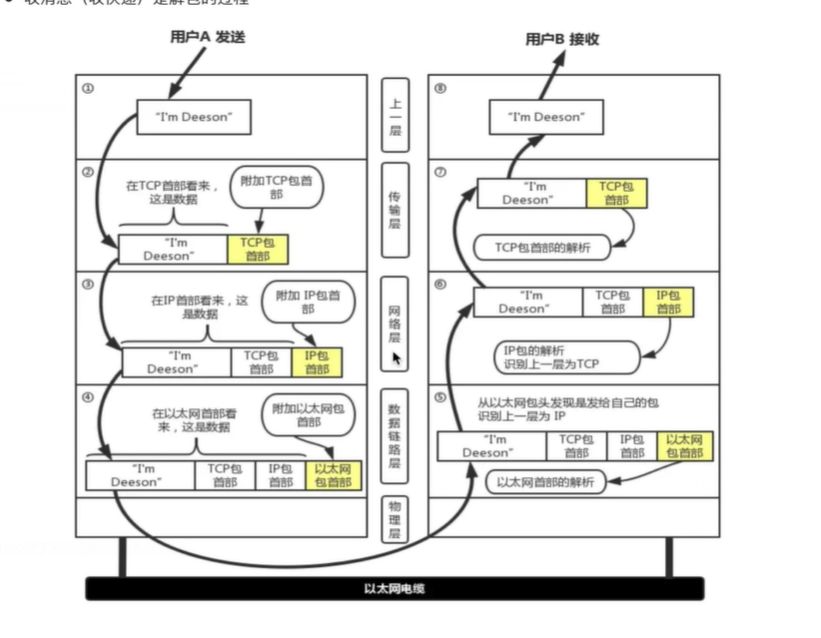 收消息（收快递）是解包的过程
用户A 发送
用户B 接收
①
"I'm Deeson"
上一层
⑧
"I'm Deeson"
②
在TCP首部看来，
这是数据
附加TCP包首
部
"I'm
Deeson"
TCP包
首部
传输层
⑦
"I'm
Deeson"
TCP包
首部
TCP包首部的解析
③
在IP首部看来，这
是数据
附加 IP包首
部
"I'm
Deeson"
TCP包
首部
IP包
首部
网络层
⑥
"I'm
Deeson"
TCP包
首部
IP包
首部
IP包的解析
识别上一层为TCP
④
在以太网首部看
来，这是数据
附加以太网包
首部
"I'm
Deeson"
TCP包
首部
IP包
首部
以太网
包首部
数据链路层
⑤
从以太网包头发现是发给自己的包
识别上一层为 IP
"I'm
Deeson"
TCP包
首部
IP包
首部
以太网
包首部
以太网首部的解析
物理层
以太网电缆